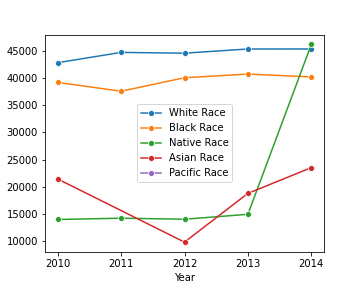 45000
40000
35000
30000
25000
20000
15000
10000
White Race
Black Race
Native Race
Asian Race
Pacific Race
2010 2011 2012 2013 2014
Year